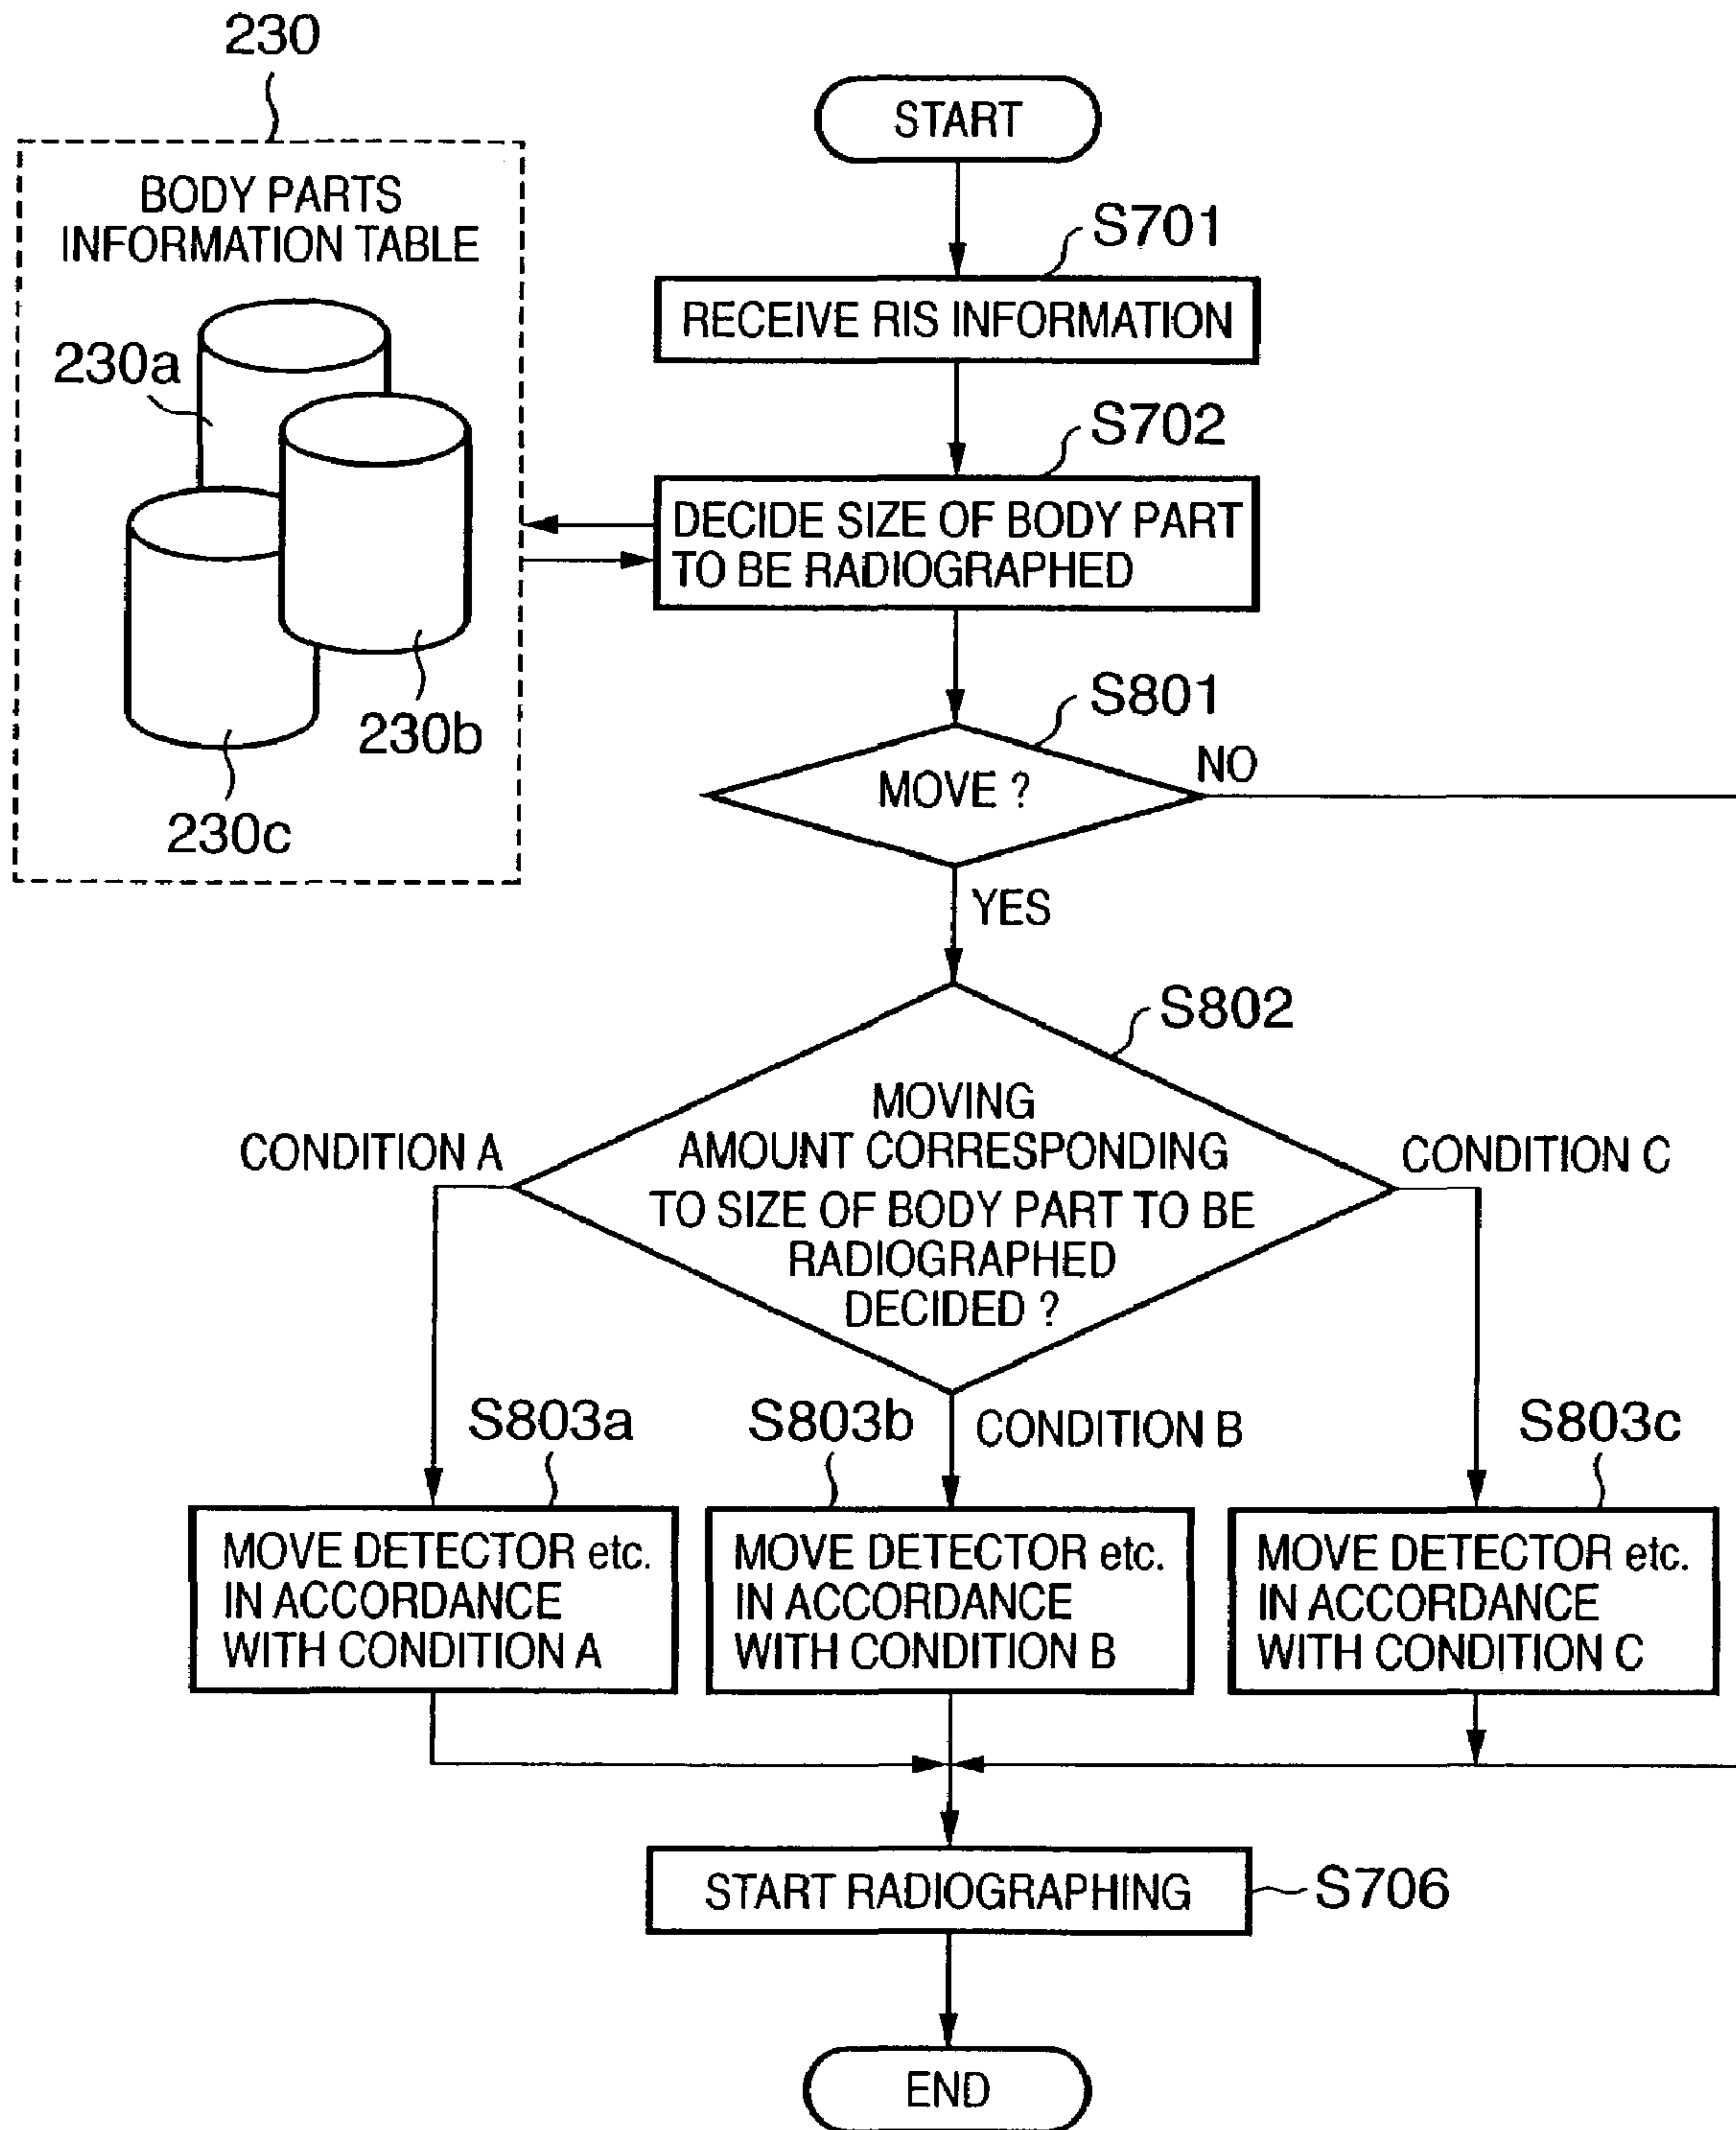 230
START
BODY PARTS
INFORMATION TABLE
S701
RECEIVE RIS INFORMATION
230a
S702
DECIDE SIZE OF BODY PART
TO BE RADIOGRAPHED
230b
230c
S801
MOVE ?
NO
YES
S802
MOVING
AMOUNT CORRESPONDING
TO SIZE OF BODY PART TO BE
RADIOGRAPHED
DECIDED ?
CONDITION A
CONDITION C
CONDITION B
S803a
S803b
S803c
MOVE DETECTOR etc.
IN ACCORDANCE
WITH CONDITION A
MOVE DETECTOR etc.
IN ACCORDANCE
WITH CONDITION B
MOVE DETECTOR etc.
IN ACCORDANCE
WITH CONDITION C
START RADIOGRAPHING
S706
END